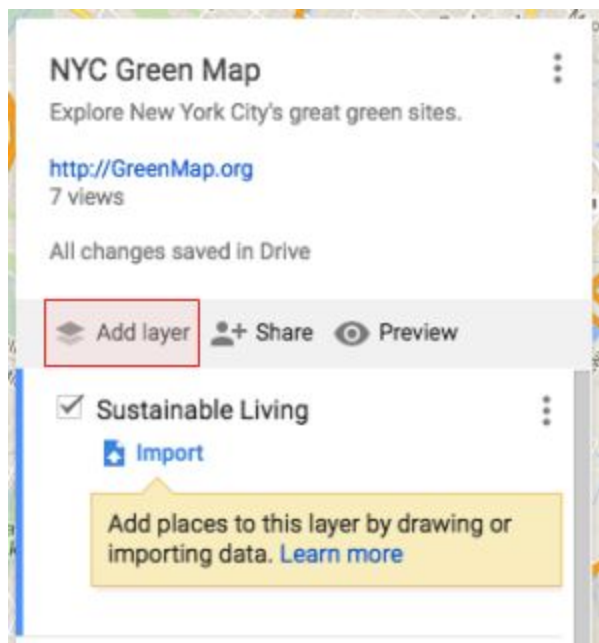 NYC Green Map
Explore New York City's great green sites.
http://GreenMap.org
7 views
All changes saved in Drive
Add layer Share Preview
Sustainable Living
Import
Add places to this layer by drawing or
importing data. Learn more